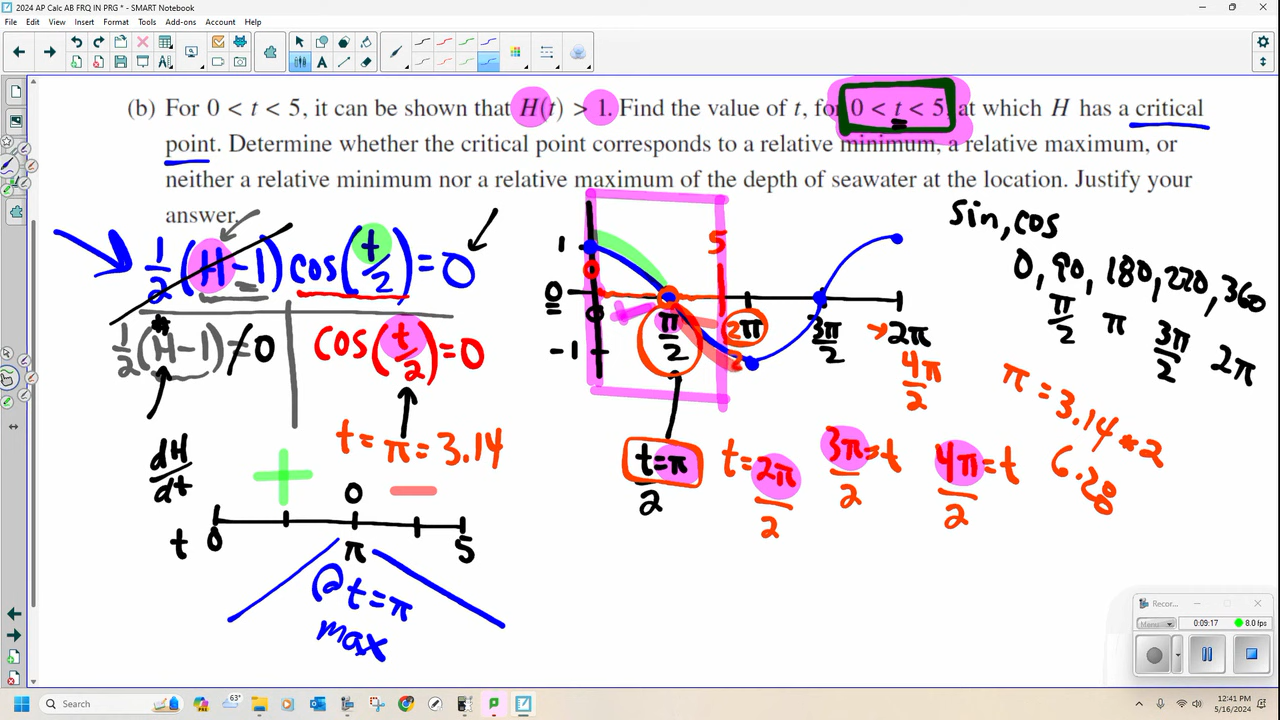 2024 AP Calc AB FRQ IN PRG * - SMART Notebook
File Edit View Insert Format Tools Add-ons Account Help
(b) For 0 < t < 5, it can be shown that H(t) > 1. Find the value of t, for 0 < t < 5, at which H has a critical
point. Determine whether the critical point corresponds to a relative minimum, a relative maximum, or
neither a relative minimum nor a relative maximum of the depth of seawater at the location. Justify your
answer.
1/2 (H-1) cos(t/2) = 0
1/2 (H-1) ≠ 0
cos(t/2) = 0
t = π = 3.14
dH/dt
+ 0 −
t 0 π 5
@ t = π
max
1
0
-1
0
0
π/2
5
2π
2
3π/2
→ 2π
4π/2
t/2 = π/2
t = 2π/2
3π/2 = t
4π/2 = t
sin, cos
0, 90, 180, 270, 360
π/2 π 3π/2 2π
π = 3.14 * 2
6.28
Recor...
Menu
0:09:17
8.0 fps
Search
63°
12:41 PM
5/16/2024